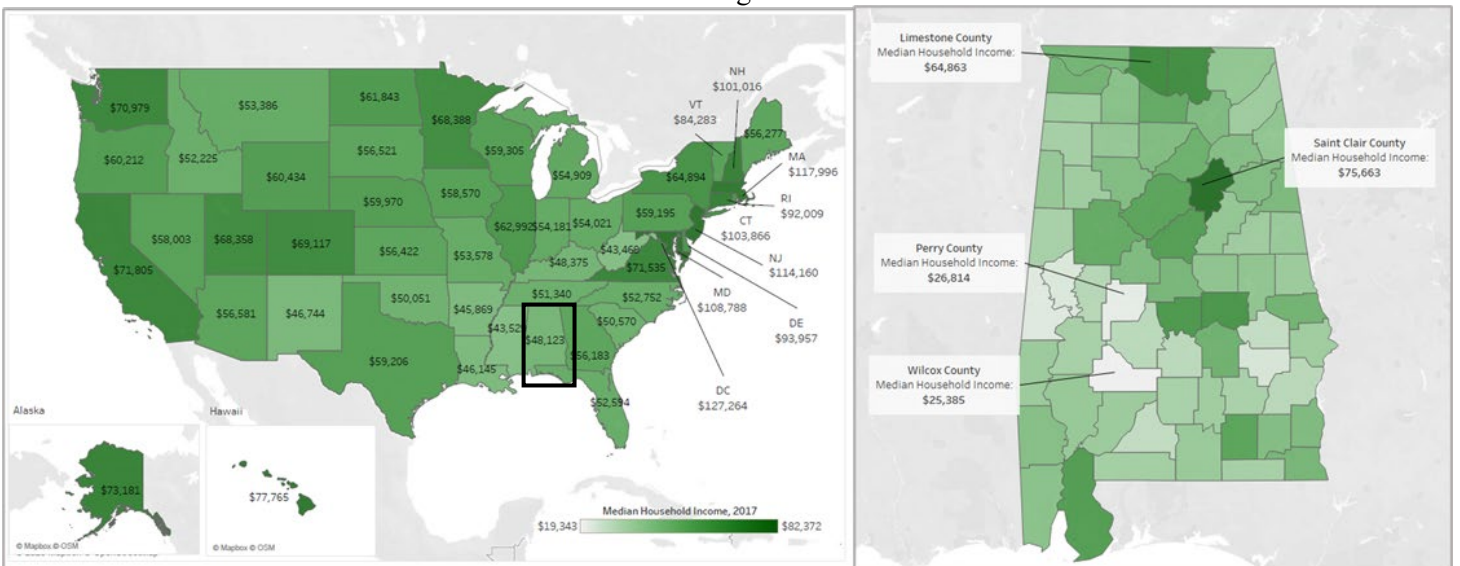 NH
$101,016
VT
$84,283
$70,979
$53,386
$61,843
$68,388
$56,277
$60,212
$52,225
$56,521
$59,305
$54,909
$64,894
MA
$117,996
$60,434
$58,570
$59,195
RI
$92,009
$59,970
CT
$103,866
$58,003
$68,358
$69,117
$62,992
$54,181
$54,021
$71,805
$56,422
$53,578
$48,375
$71,535
NJ
$114,160
$51,340
$52,752
MD
$108,788
$56,581
$46,744
$50,051
$45,869
$50,570
DE
$93,957
$48,123
$56,183
$59,206
$46,145
$52,594
DC
$127,264
Alaska
Hawaii
$73,181
$77,765
© Mapbox © OSM
© Mapbox © OSM
Median Household Income, 2017
$19,343
$82,372
Limestone County
Median Household Income:
$64,863
Saint Clair County
Median Household Income:
$75,663
Perry County
Median Household Income:
$26,814
Wilcox County
Median Household Income:
$25,385